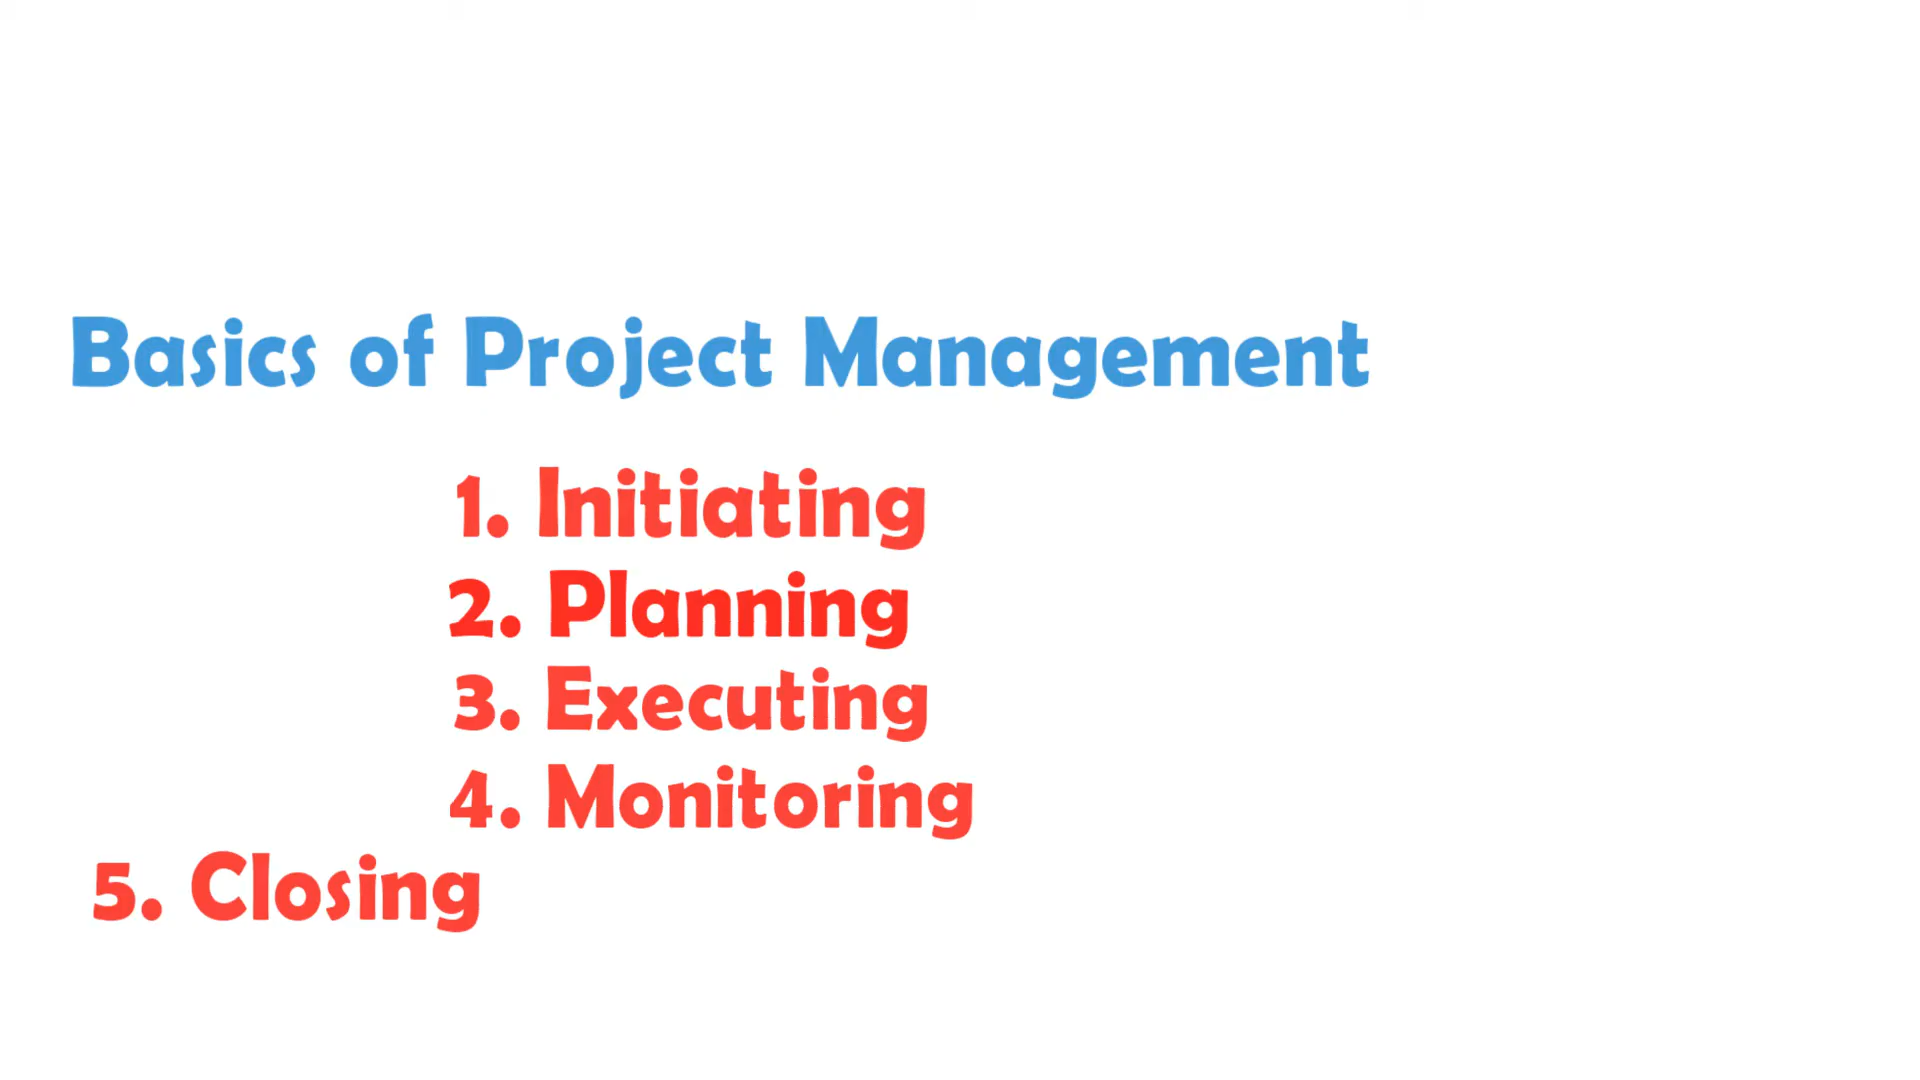 Basics of Project Management
1. Initiating
2. Planning
3. Executing
4. Monitoring
5. Closing